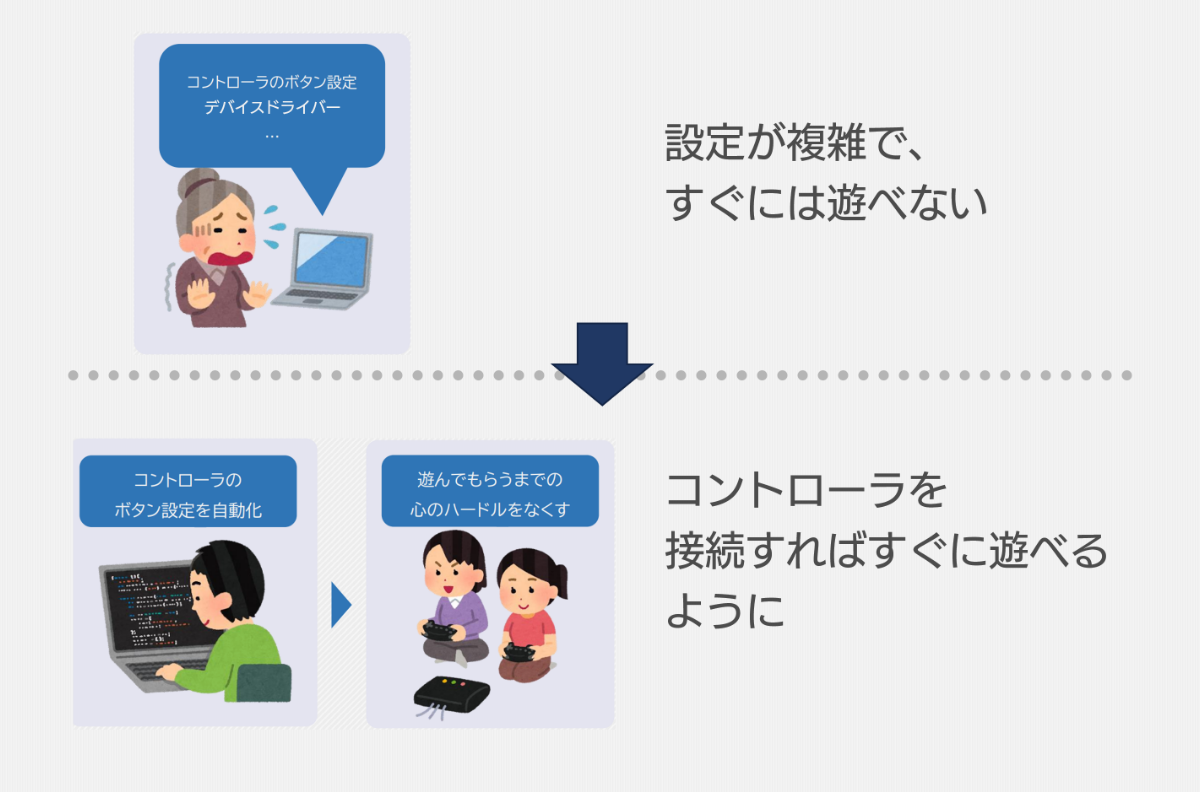 コントローラのボタン設定
デバイスドライバー
…
設定が複雑で、
すぐには遊べない
コントローラの
ボタン設定を自動化
遊んでもらうまでの
心のハードルをなくす
コントローラを
接続すればすぐに遊べる
ように